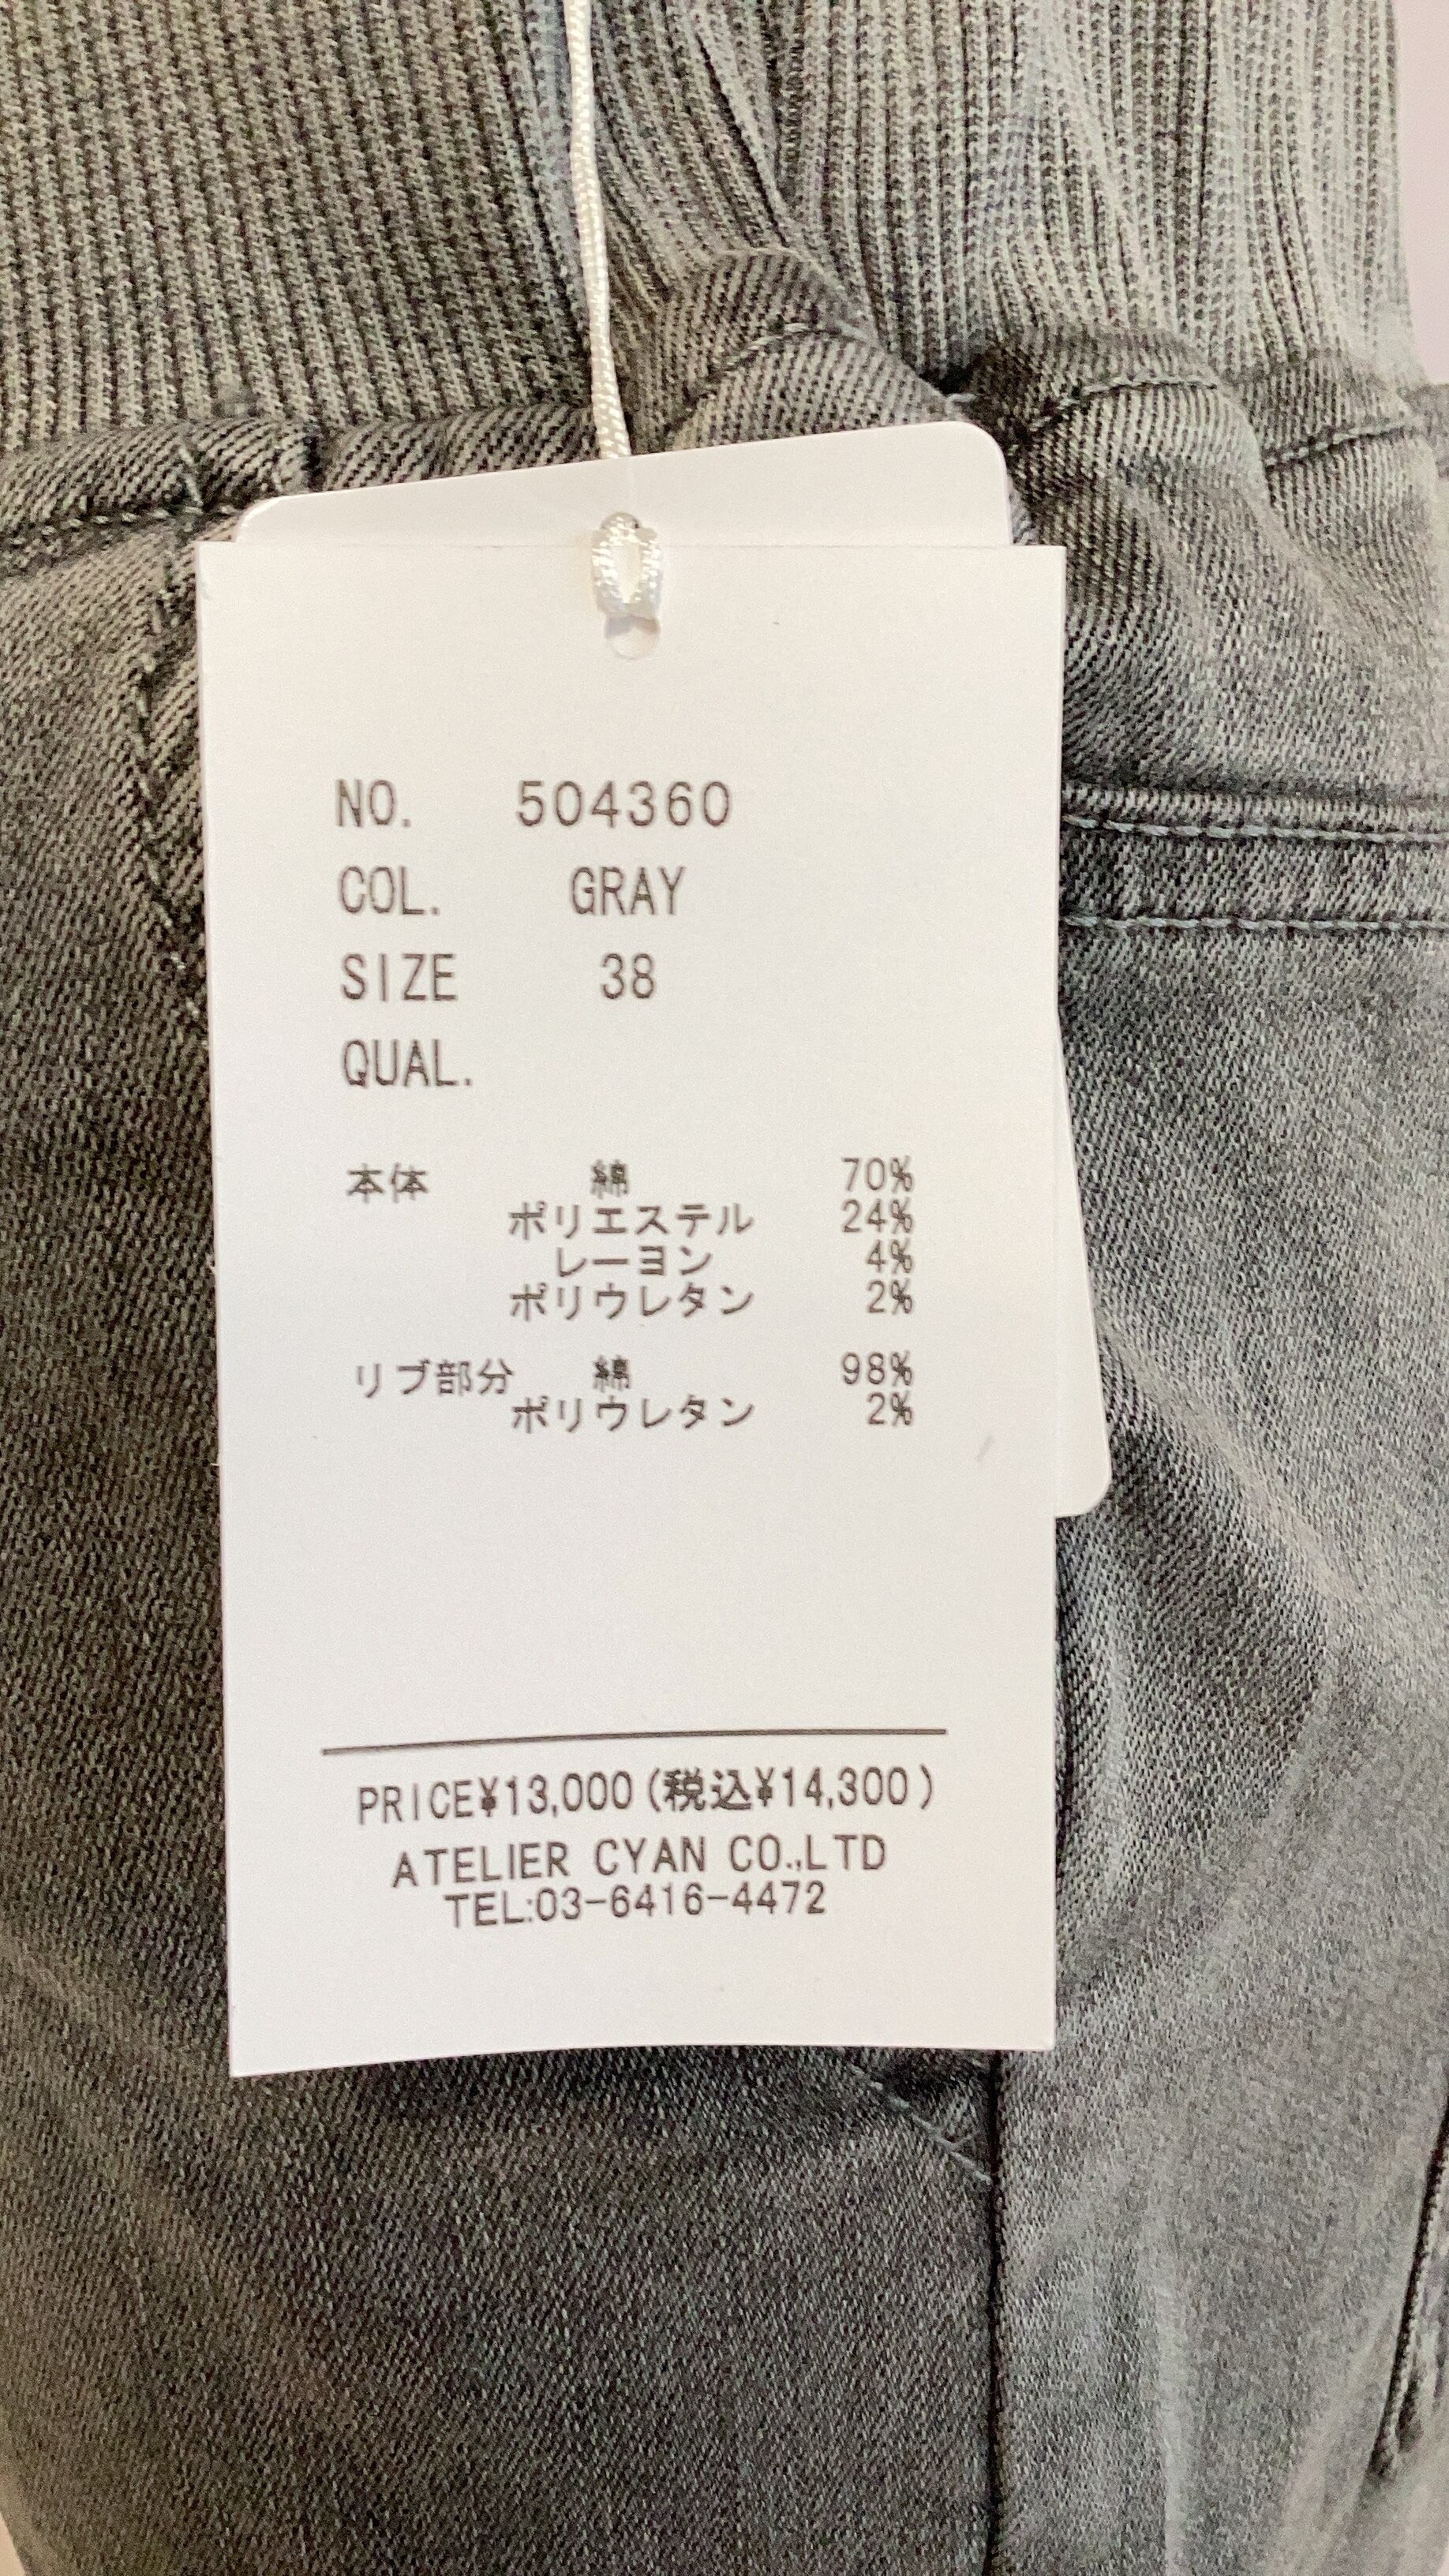 NO. 504360
COL. GRAY
SIZE 38
QUAL.
本体 綿 70%
ポリエステル 24%
レーヨン 4%
ポリウレタン 2%
リブ部分 綿 98%
ポリウレタン 2%
PRICE¥13,000(税込¥14,300)
ATELIER CYAN CO.,LTD
TEL:03-6416-4472